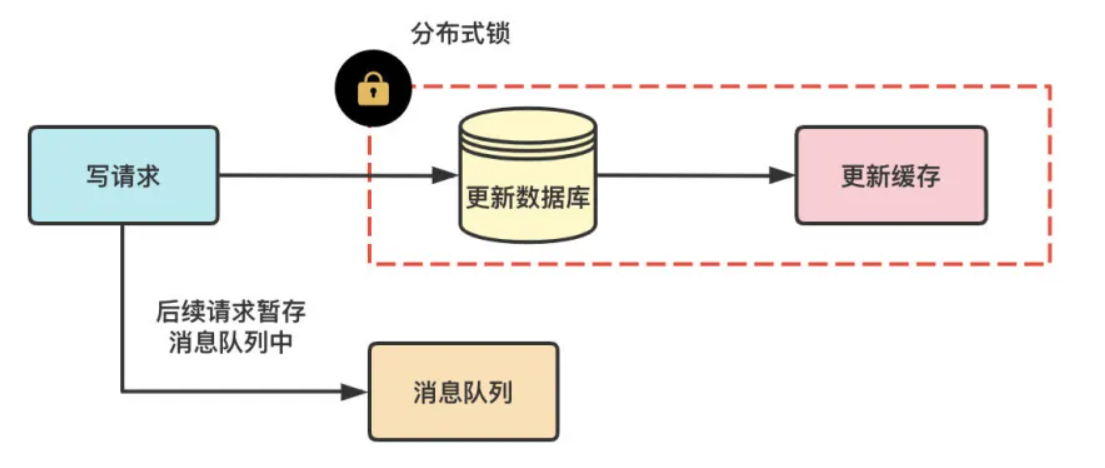 分布式锁
写请求
更新数据库
更新缓存
后续请求暂存
消息队列中
消息队列